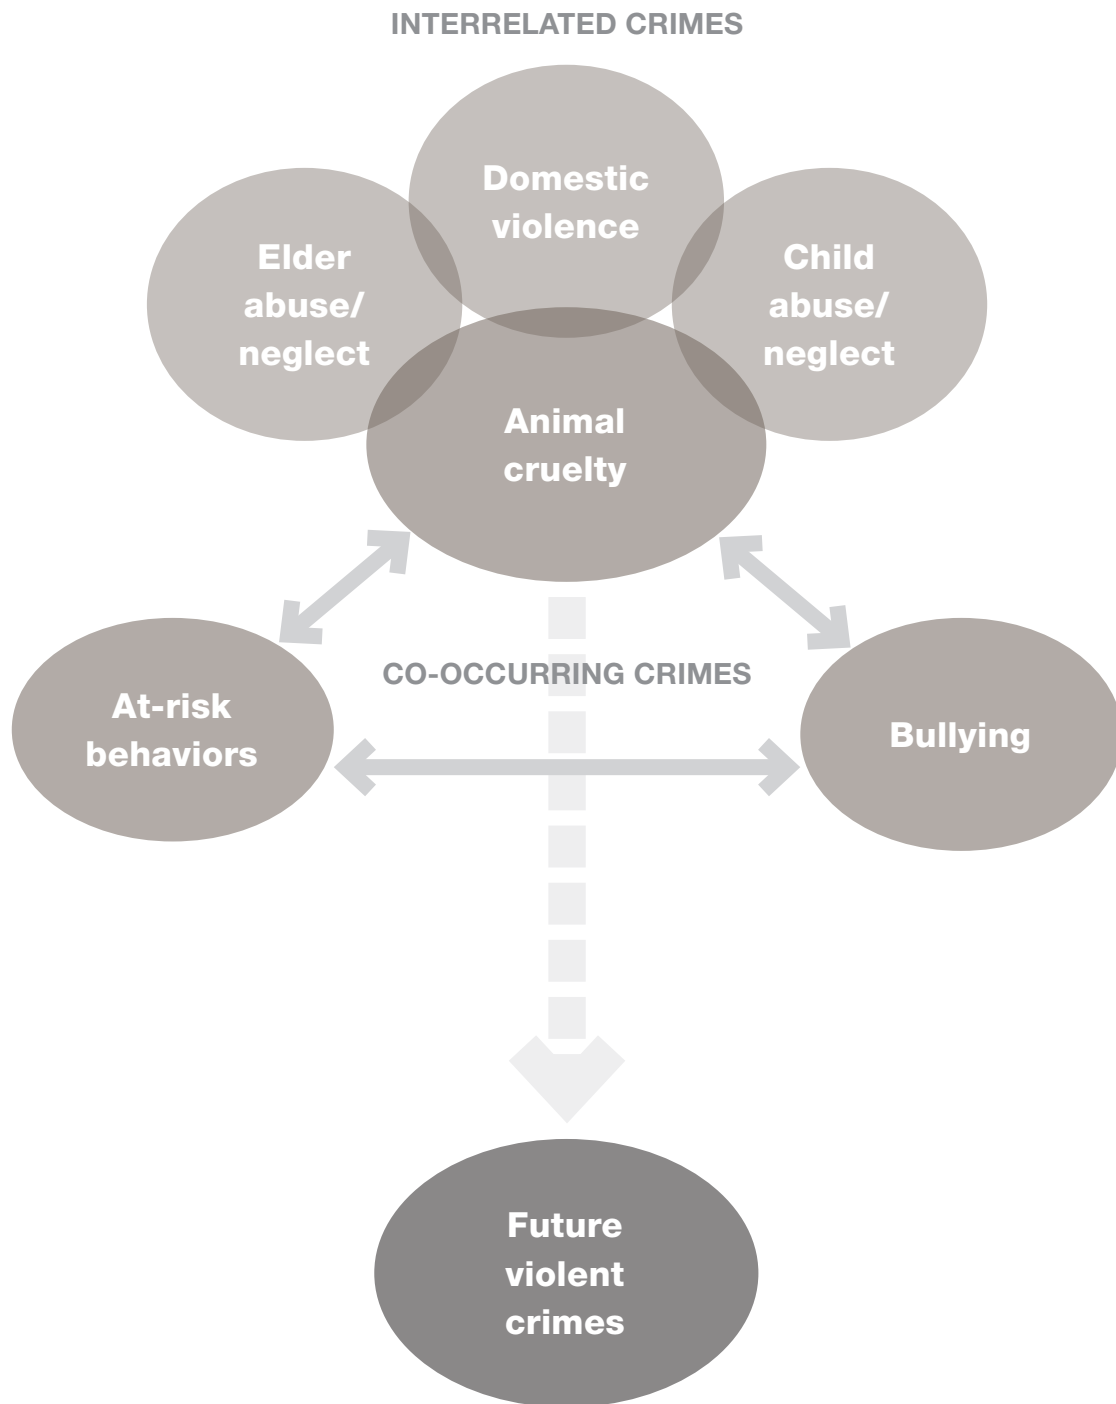 INTERRELATED CRIMES
Domestic
violence
Elder
abuse/
neglect
Child
abuse/
neglect
Animal
cruelty
CO-OCCURRING CRIMES
At-risk
behaviors
Bullying
Future
violent
crimes